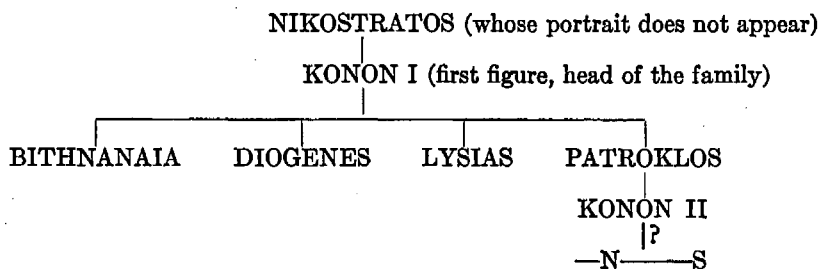 NIKOSTRATOS (whose portrait does not appear)
KONON I (first figure, head of the family)
BITHNANAIA DIOGENES LYSIAS PATROKLOS
KONON II
?
—N——S